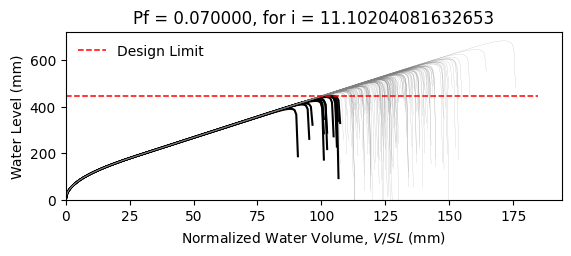 Pf = 0.070000, for i = 11.10204081632653
Design Limit
Water Level (mm)
600
400
200
0
0 25 50 75 100 125 150 175
Normalized Water Volume, V/SL (mm)